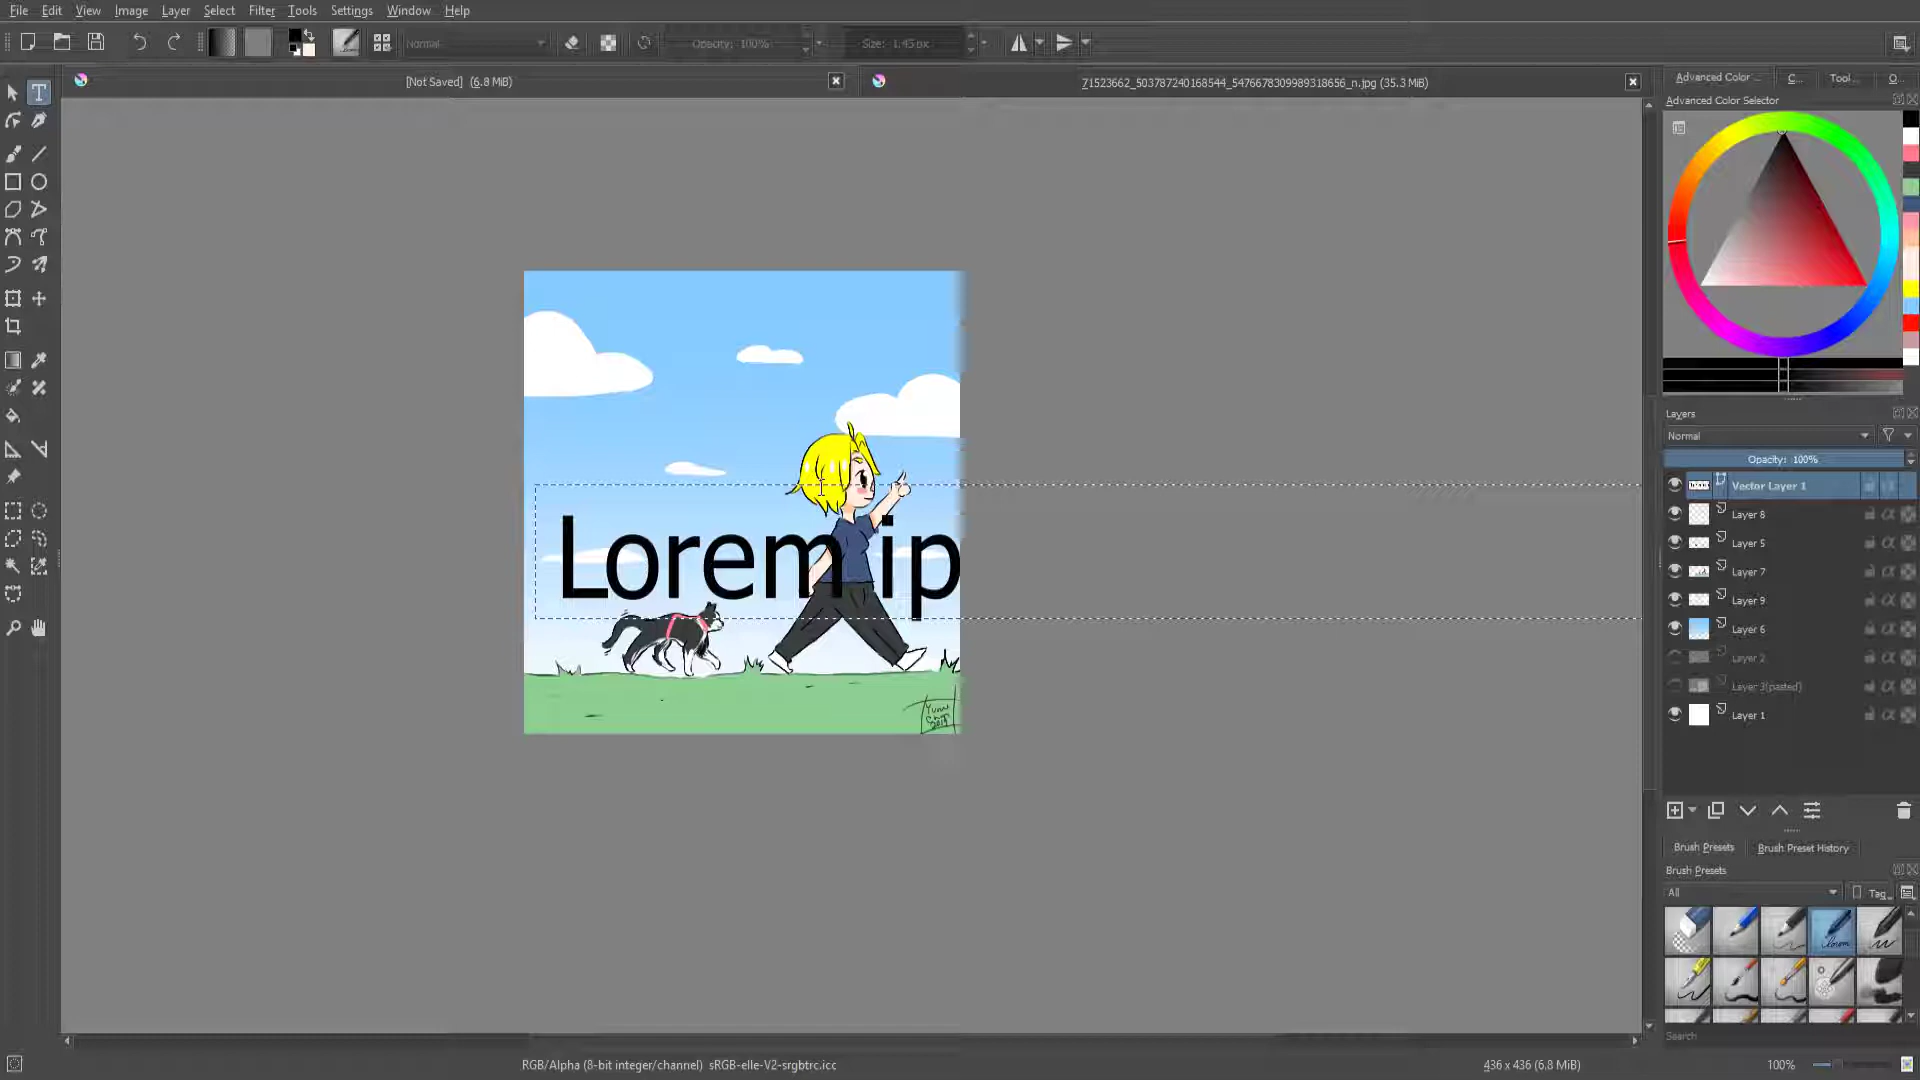 File Edit View Image Layer Select Filter Tools Settings Window Help
Normal Opacity: 100% Size: 1.45 px
[Not Saved] (6.8 MiB) 71523662_503787240168544_5476678309989318656_n.jpg (35.3 MiB)
Advanced Color ... C... Tool... O...
Advanced Color Selector
Lorem ip
Layers
Normal
Opacity: 100%
Vector Layer 1
Layer 8
Layer 5
Layer 7
Layer 9
Layer 6
Layer 2
Layer 3(pasted)
Layer 1
Brush Presets Brush Preset History
Brush Presets
All Tag
Search
RGB/Alpha (8-bit integer/channel) sRGB-elle-V2-srgbtrc.icc 436 x 436 (6.8 MiB) 100%